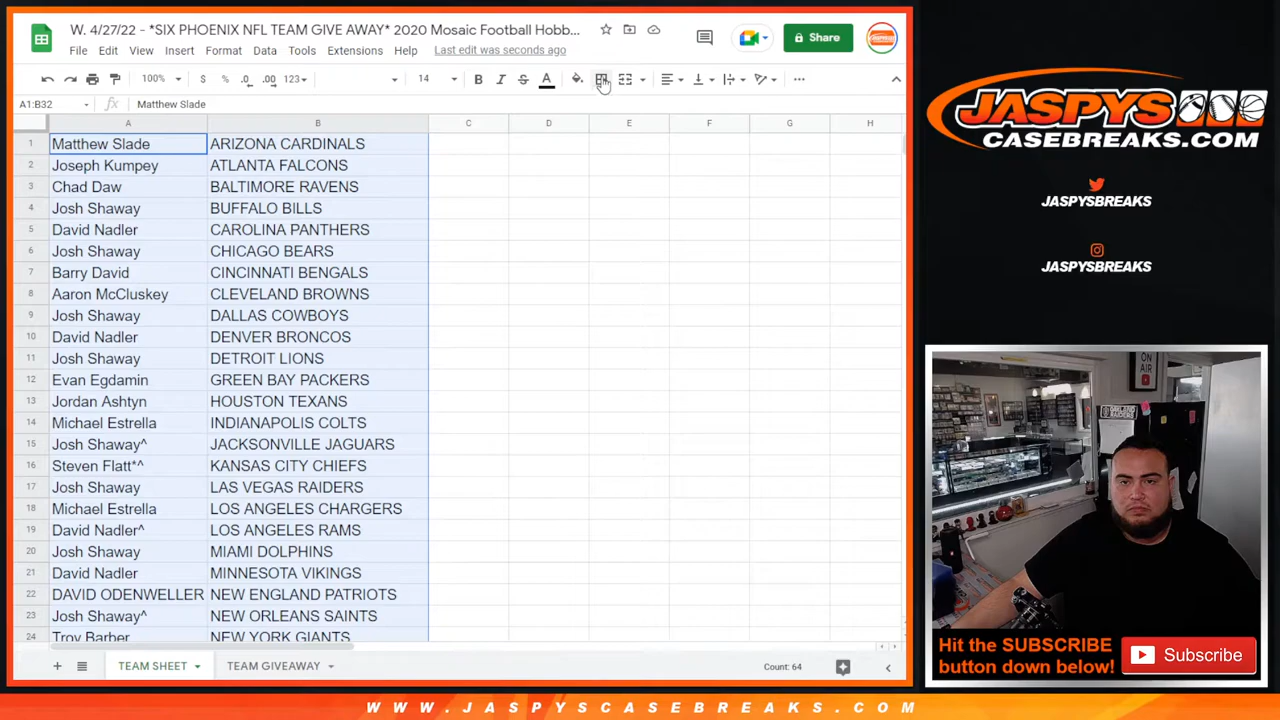 W. 4/27/22 - *SIX PHOENIX NFL TEAM GIVE AWAY* 2020 Mosaic Football Hobb...
File Edit View Insert Format Data Tools Extensions Help Last edit was seconds ago
Share
100% $ % .0 .00 123 14 B I S A
A1:B32 fx Matthew Slade
A B C D E F G H
1 Matthew Slade ARIZONA CARDINALS
2 Joseph Kumpey ATLANTA FALCONS
3 Chad Daw BALTIMORE RAVENS
4 Josh Shaway BUFFALO BILLS
5 David Nadler CAROLINA PANTHERS
6 Josh Shaway CHICAGO BEARS
7 Barry David CINCINNATI BENGALS
8 Aaron McCluskey CLEVELAND BROWNS
9 Josh Shaway DALLAS COWBOYS
10 David Nadler DENVER BRONCOS
11 Josh Shaway DETROIT LIONS
12 Evan Egdamin GREEN BAY PACKERS
13 Jordan Ashtyn HOUSTON TEXANS
14 Michael Estrella INDIANAPOLIS COLTS
15 Josh Shaway^ JACKSONVILLE JAGUARS
16 Steven Flatt*^ KANSAS CITY CHIEFS
17 Josh Shaway LAS VEGAS RAIDERS
18 Michael Estrella LOS ANGELES CHARGERS
19 David Nadler^ LOS ANGELES RAMS
20 Josh Shaway MIAMI DOLPHINS
21 David Nadler MINNESOTA VIKINGS
22 DAVID ODENWELLER NEW ENGLAND PATRIOTS
23 Josh Shaway^ NEW ORLEANS SAINTS
24 Troy Barber NEW YORK GIANTS
TEAM SHEET TEAM GIVEAWAY Count: 64
JASPYS
CASEBREAKS.COM
JASPYSBREAKS
JASPYSBREAKS
ON AIR
Hit the SUBSCRIBE
button down below!
Subscribe
WWW.JASPYSCASEBREAKS.COM